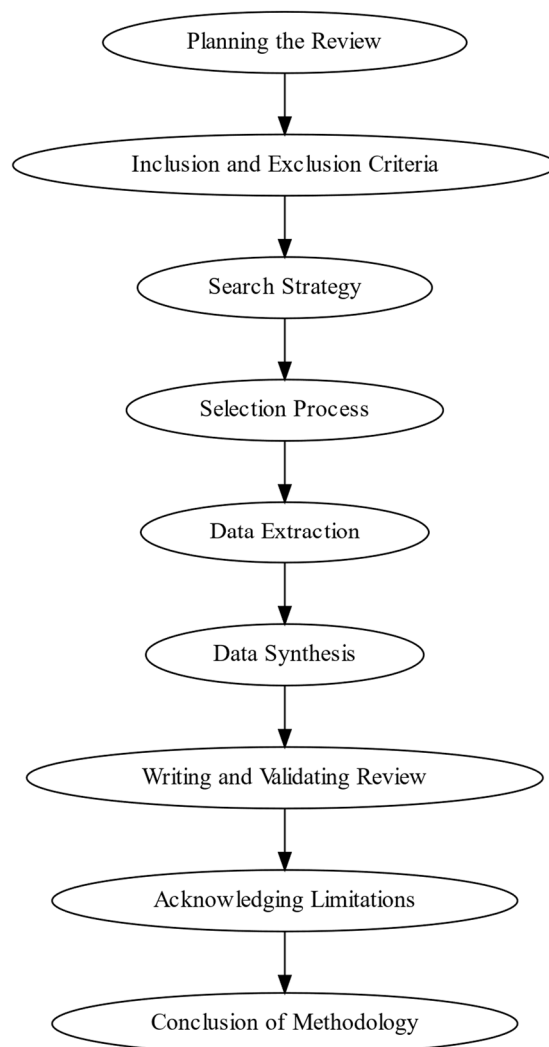 Planning the Review
Inclusion and Exclusion Criteria
Search Strategy
Selection Process
Data Extraction
Data Synthesis
Writing and Validating Review
Acknowledging Limitations
Conclusion of Methodology